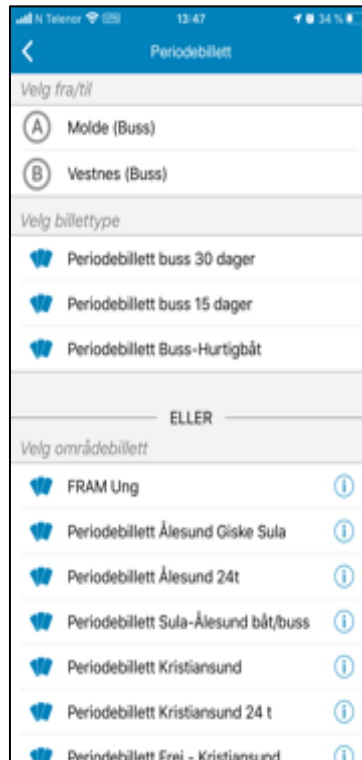 N Telenor 13:47 34 %
Periodebillett
Velg fra/til
A Molde (Buss)
B Vestnes (Buss)
Velg billettype
Periodebillett buss 30 dager
Periodebillett buss 15 dager
Periodebillett Buss-Hurtigbåt
ELLER
Velg områdebillett
FRAM Ung
Periodebillett Ålesund Giske Sula
Periodebillett Ålesund 24t
Periodebillett Sula-Ålesund båt/buss
Periodebillett Kristiansund
Periodebillett Kristiansund 24 t
Periodebillett Frei - Kristiansund